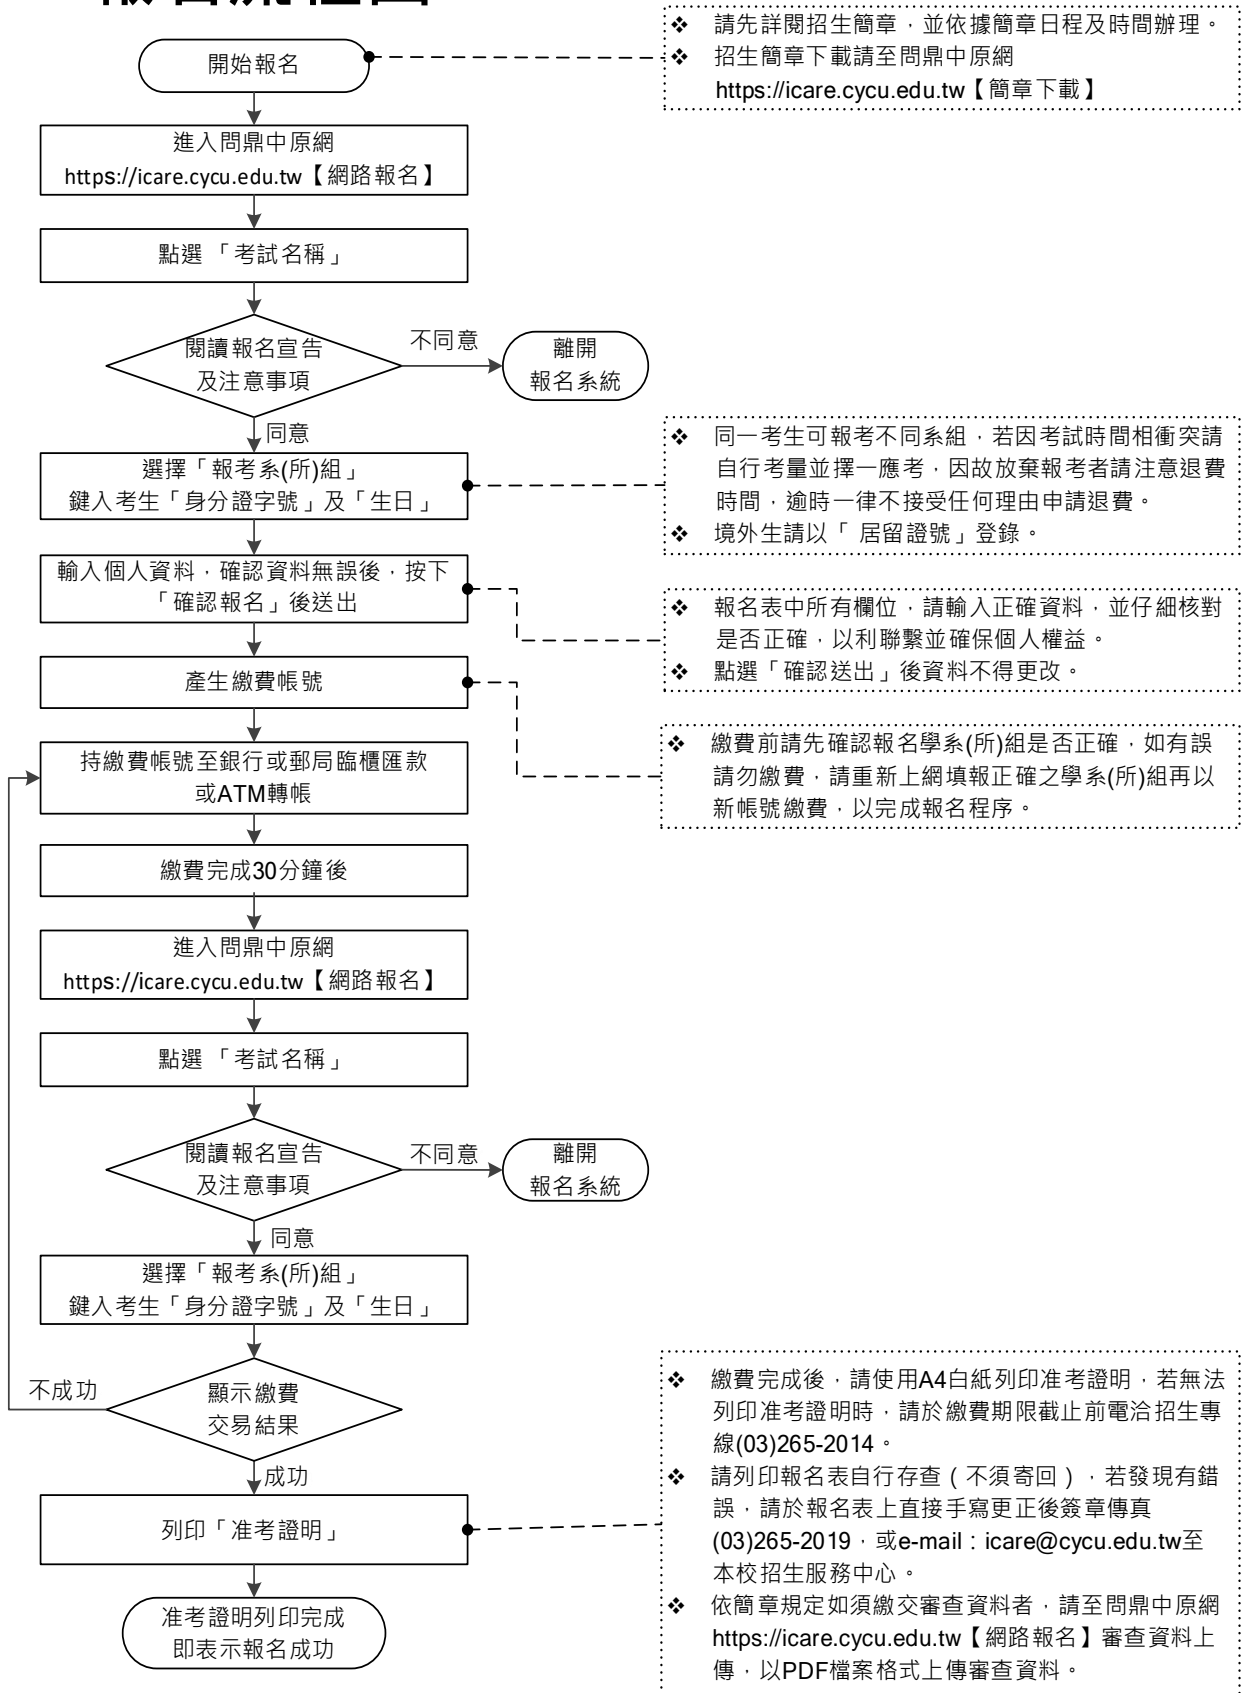 開始報名
❖ 請先詳閱招生簡章，並依據簡章日程及時間辦理。
❖ 招生簡章下載請至問鼎中原網
https://icare.cycu.edu.tw【簡章下載】
進入問鼎中原網
https://icare.cycu.edu.tw【網路報名】
點選「考試名稱」
閱讀報名宣告
及注意事項
不同意
離開
報名系統
同意
選擇「報考系(所)組」
鍵入考生「身分證字號」及「生日」
❖ 同一考生可報考不同系組，若因考試時間相衝突請
自行考量並擇一應考，因故放棄報考者請注意退費
時間，逾時一律不接受任何理由申請退費。
❖ 境外生請以「 居留證號」登錄。
輸入個人資料，確認資料無誤後，按下
「確認報名」後送出
❖ 報名表中所有欄位，請輸入正確資料，並仔細核對
是否正確，以利聯繫並確保個人權益。
❖ 點選「確認送出」後資料不得更改。
產生繳費帳號
❖ 繳費前請先確認報名學系(所)組是否正確，如有誤
請勿繳費，請重新上網填報正確之學系(所)組再以
新帳號繳費，以完成報名程序。
持繳費帳號至銀行或郵局臨櫃匯款
或ATM轉帳
繳費完成30分鐘後
進入問鼎中原網
https://icare.cycu.edu.tw【網路報名】
點選「考試名稱」
閱讀報名宣告
及注意事項
不同意
離開
報名系統
同意
選擇「報考系(所)組」
鍵入考生「身分證字號」及「生日」
不成功
顯示繳費
交易結果
成功
列印「准考證明」
❖ 繳費完成後，請使用A4白紙列印准考證明，若無法
列印准考證明時，請於繳費期限截止前電洽招生專
線(03)265-2014。
❖ 請列印報名表自行存查（不須寄回），若發現有錯
誤，請於報名表上直接手寫更正後簽章傳真
(03)265-2019，或e-mail：icare@cycu.edu.tw至
本校招生服務中心。
❖ 依簡章規定如須繳交審查資料者，請至問鼎中原網
https://icare.cycu.edu.tw【網路報名】審查資料上
傳，以PDF檔案格式上傳審查資料。
准考證明列印完成
即表示報名成功